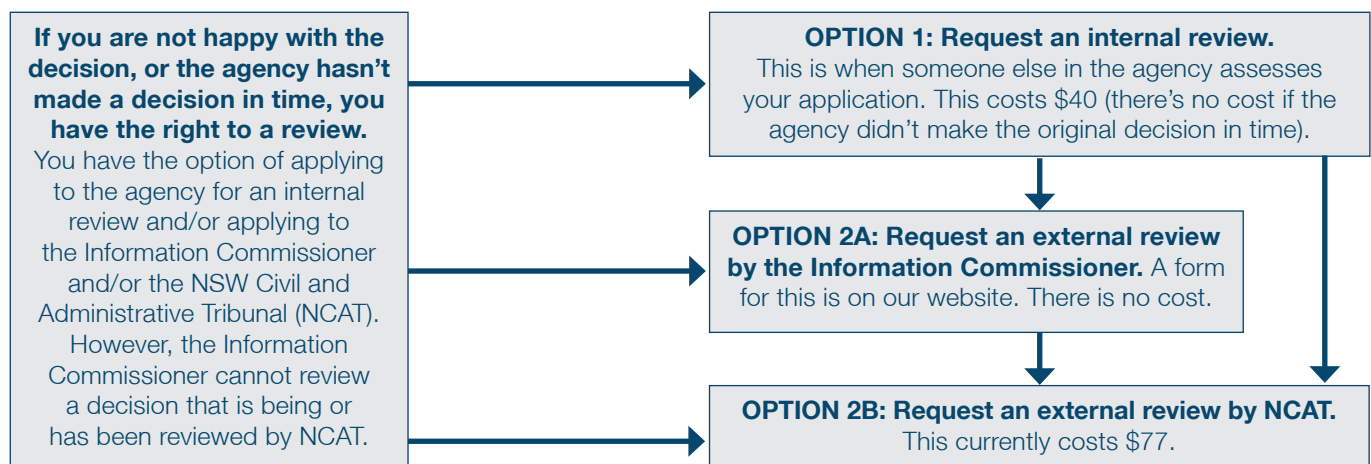 If you are not happy with the
decision, or the agency hasn't
made a decision in time, you
have the right to a review.
You have the option of applying
to the agency for an internal
review and/or applying to
the Information Commissioner
and/or the NSW Civil and
Administrative Tribunal (NCAT).
However, the Information
Commissioner cannot review
a decision that is being or
has been reviewed by NCAT.
OPTION 1: Request an internal review.
This is when someone else in the agency assesses
your application. This costs $40 (there's no cost if the
agency didn't make the original decision in time).
OPTION 2A: Request an external review
by the Information Commissioner. A form
for this is on our website. There is no cost.
OPTION 2B: Request an external review by NCAT.
This currently costs $77.